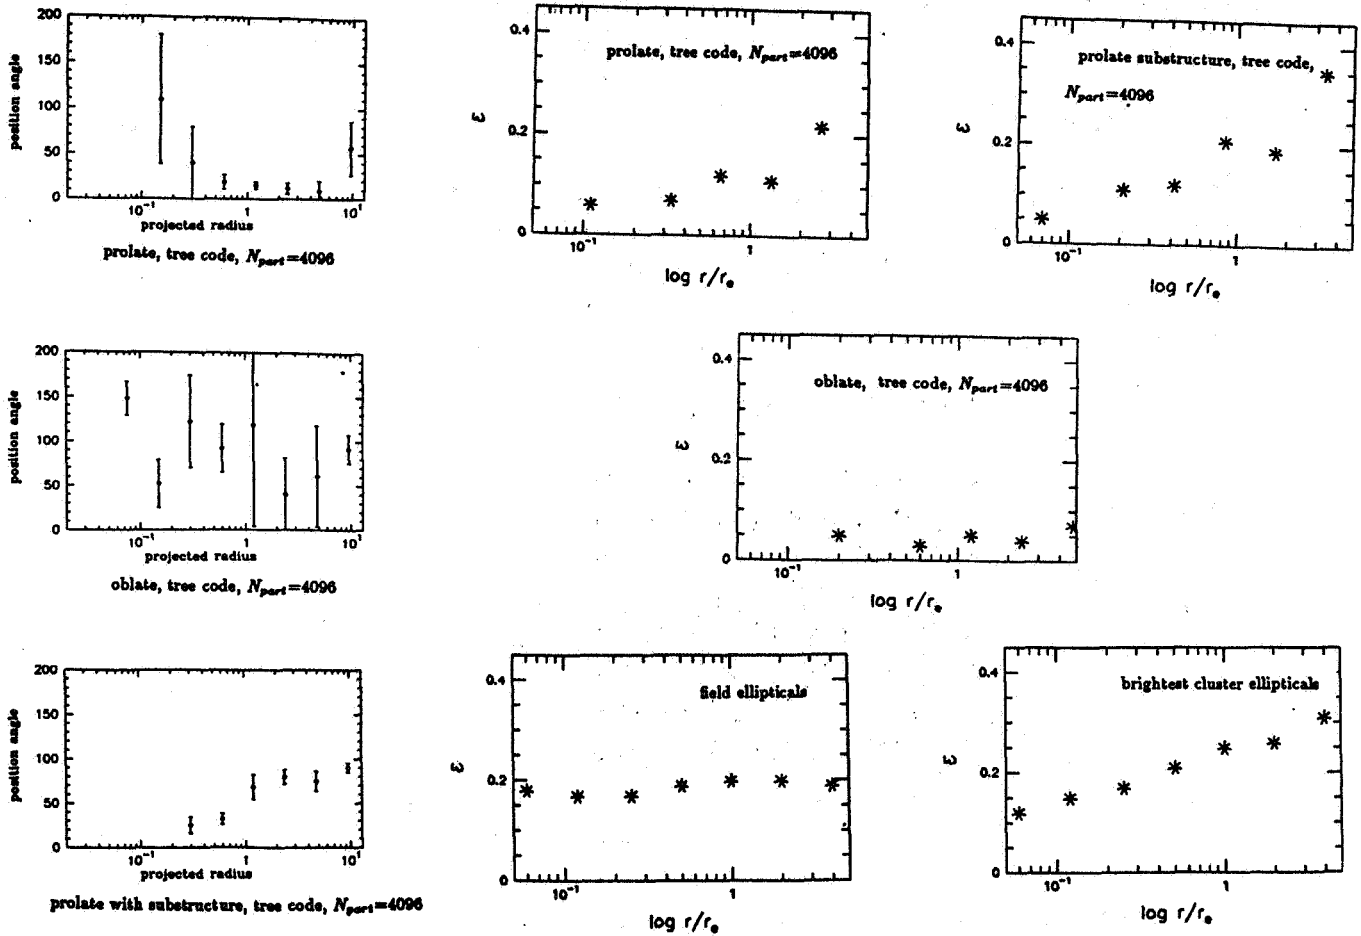 200
150
100
50
0
position angle
10⁻¹
1
10¹
projected radius
prolate, tree code, N_part=4096
0.4
0.2
0
ε
prolate, tree code, N_part=4096
10⁻¹
1
log r/r_e
0.4
0.2
0
ε
prolate substructure, tree code,
N_part=4096
10⁻¹
1
log r/r_e
200
150
100
50
0
position angle
10⁻¹
1
10¹
projected radius
oblate, tree code, N_part=4096
0.4
0.2
0
ε
oblate, tree code, N_part=4096
10⁻¹
1
log r/r_e
200
150
100
50
0
position angle
10⁻¹
1
10¹
projected radius
prolate with substructure, tree code, N_part=4096
0.4
0.2
0
ε
field ellipticals
10⁻¹
1
log r/r_e
0.4
0.2
0
ε
brightest cluster ellipticals
10⁻¹
1
log r/r_e